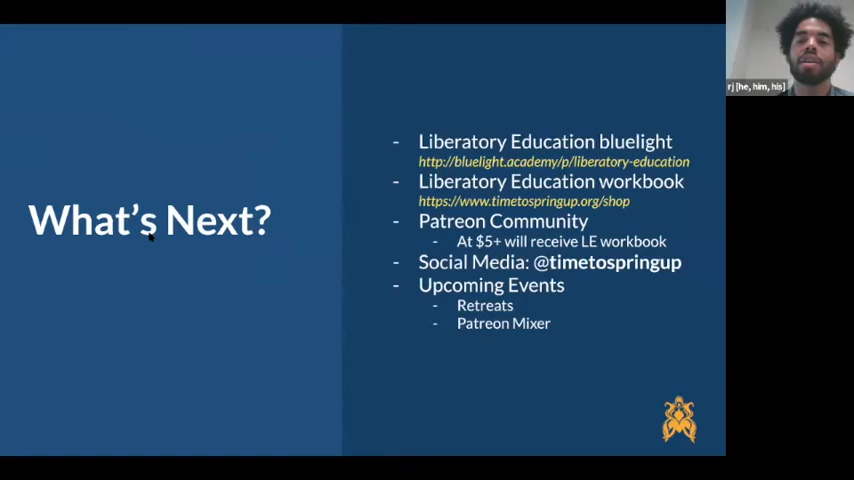 rj [he, him, his]
What's Next?
- Liberatory Education bluelight
http://bluelight.academy/p/liberatory-education
- Liberatory Education workbook
https://www.timetospringup.org/shop
- Patreon Community
- At $5+ will receive LE workbook
- Social Media: @timetospringup
- Upcoming Events
- Retreats
- Patreon Mixer